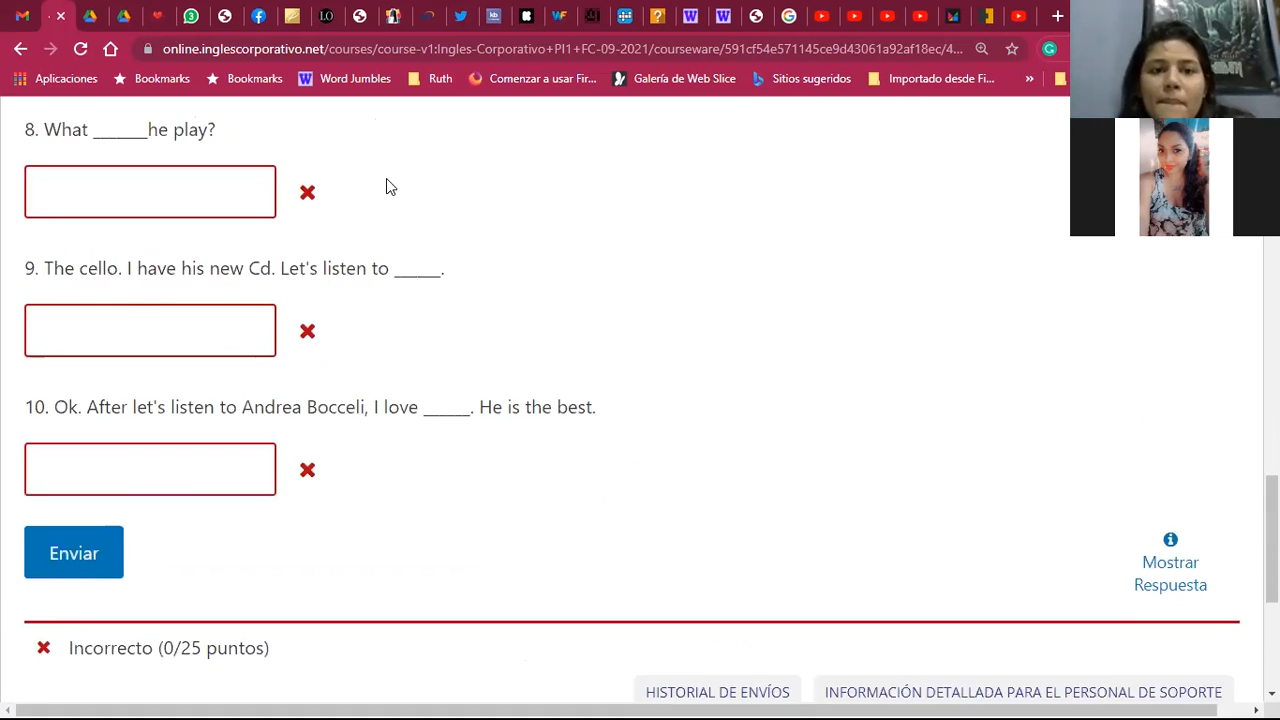 online.inglescorporativo.net/courses/course-v1:Ingles-Corporativo+PI1+FC-09-2021/courseware/591cf54e571145ce9d43061a92af18ec/4...
Aplicaciones Bookmarks Bookmarks Word Jumbles Ruth Comenzar a usar Fir... Galería de Web Slice Sitios sugeridos Importado desde Fi... »
8. What ______he play?
9. The cello. I have his new Cd. Let's listen to _____.
10. Ok. After let's listen to Andrea Bocceli, I love _____. He is the best.
Enviar
Mostrar
Respuesta
Incorrecto (0/25 puntos)
HISTORIAL DE ENVÍOS INFORMACIÓN DETALLADA PARA EL PERSONAL DE SOPORTE